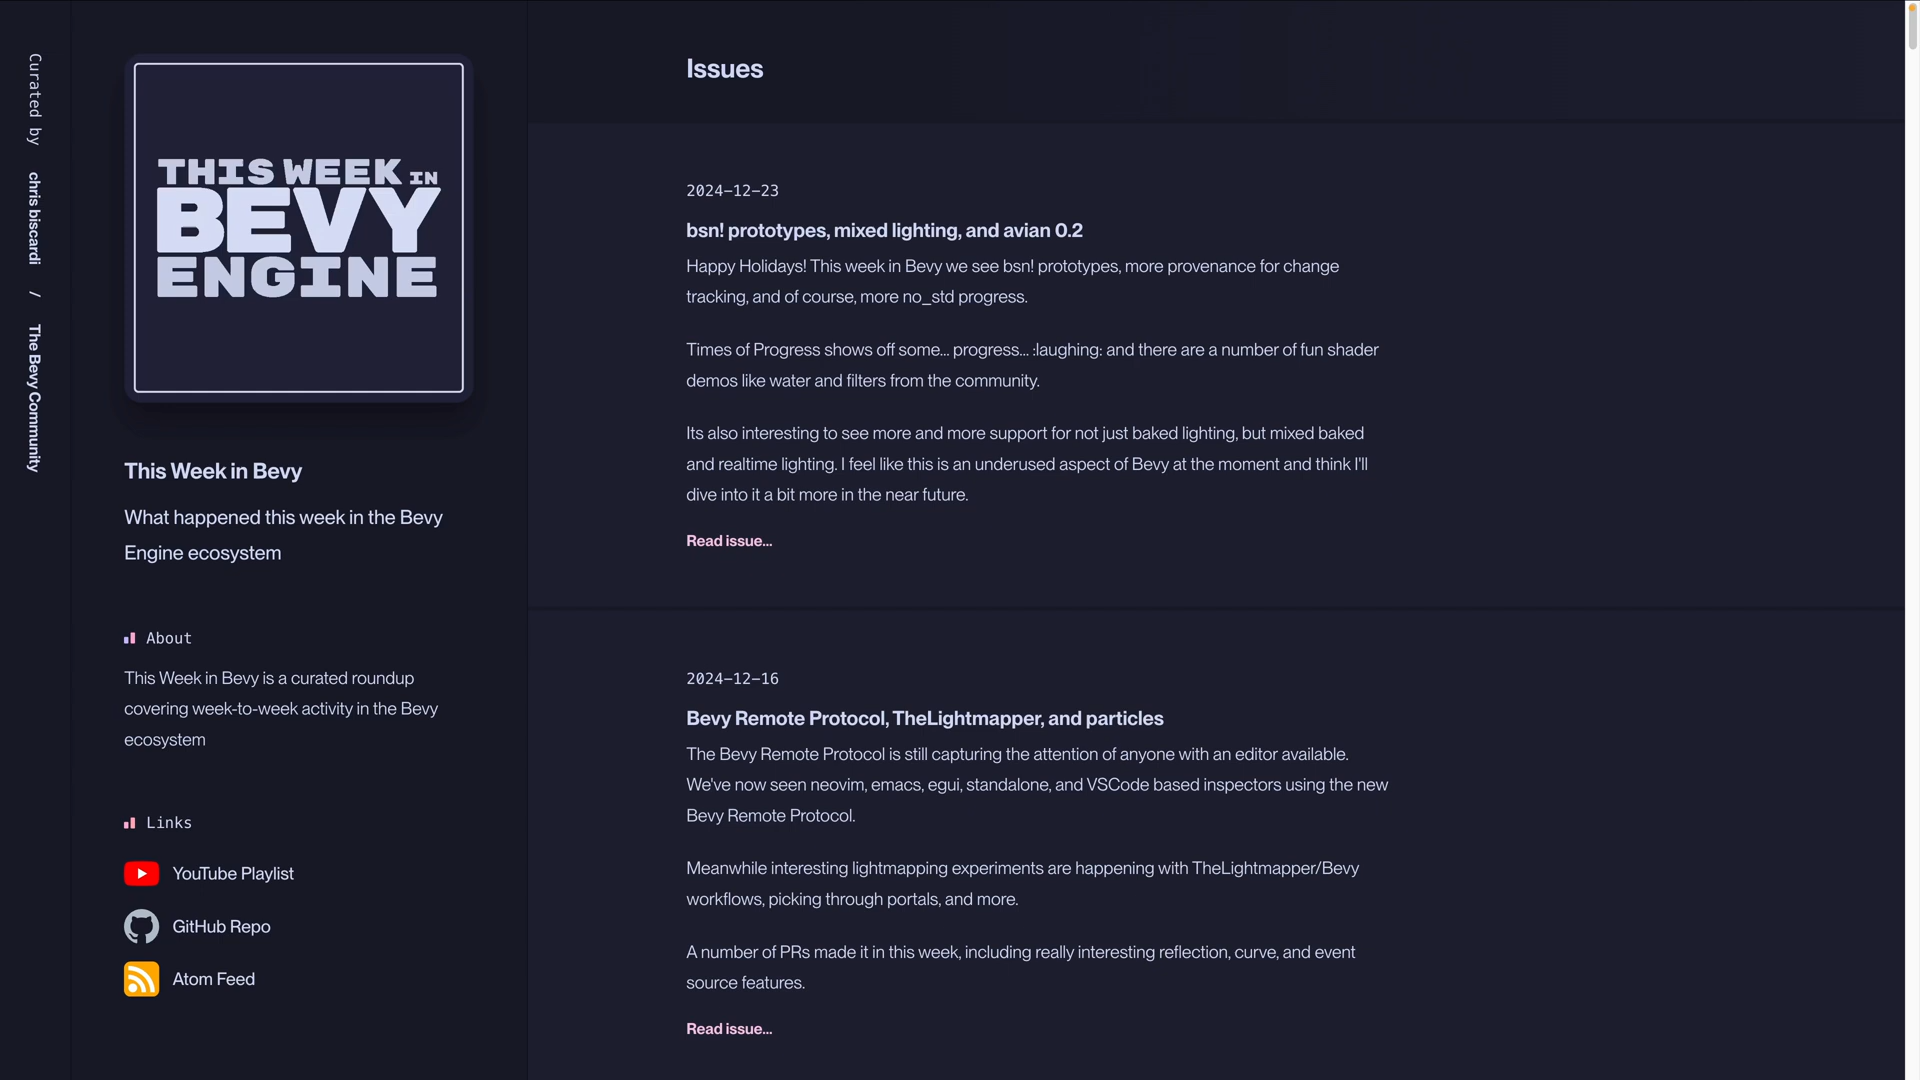 Curated by chris biscardi / The Bevy Community
THIS WEEK IN
BEVY
ENGINE
This Week in Bevy
What happened this week in the Bevy
Engine ecosystem
About
This Week in Bevy is a curated roundup
covering week-to-week activity in the Bevy
ecosystem
Links
YouTube Playlist
GitHub Repo
Atom Feed
Issues
2024-12-23
bsn! prototypes, mixed lighting, and avian 0.2
Happy Holidays! This week in Bevy we see bsn! prototypes, more provenance for change
tracking, and of course, more no_std progress.
Times of Progress shows off some... progress... :laughing: and there are a number of fun shader
demos like water and filters from the community.
Its also interesting to see more and more support for not just baked lighting, but mixed baked
and realtime lighting. I feel like this is an underused aspect of Bevy at the moment and think I'll
dive into it a bit more in the near future.
Read issue...
2024-12-16
Bevy Remote Protocol, TheLightmapper, and particles
The Bevy Remote Protocol is still capturing the attention of anyone with an editor available.
We've now seen neovim, emacs, egui, standalone, and VSCode based inspectors using the new
Bevy Remote Protocol.
Meanwhile interesting lightmapping experiments are happening with TheLightmapper/Bevy
workflows, picking through portals, and more.
A number of PRs made it in this week, including really interesting reflection, curve, and event
source features.
Read issue...